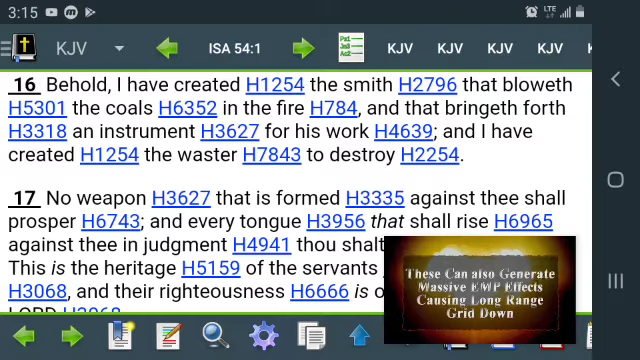 3:15 LTE
KJV ISA 54:1 KJV KJV KJV KJV
16 Behold, I have created H1254 the smith H2796 that bloweth
H5301 the coals H6352 in the fire H784, and that bringeth forth
H3318 an instrument H3627 for his work H4639; and I have
created H1254 the waster H7843 to destroy H2254.
17 No weapon H3627 that is formed H3335 against thee shall
prosper H6743; and every tongue H3956 that shall rise H6965
against thee in judgment H4941 thou shalt
This is the heritage H5159 of the servants
H3068, and their righteousness H6666 is o
LORD H3068
These Can also Generate
Massive EMP Effects
Causing Long Range
Grid Down